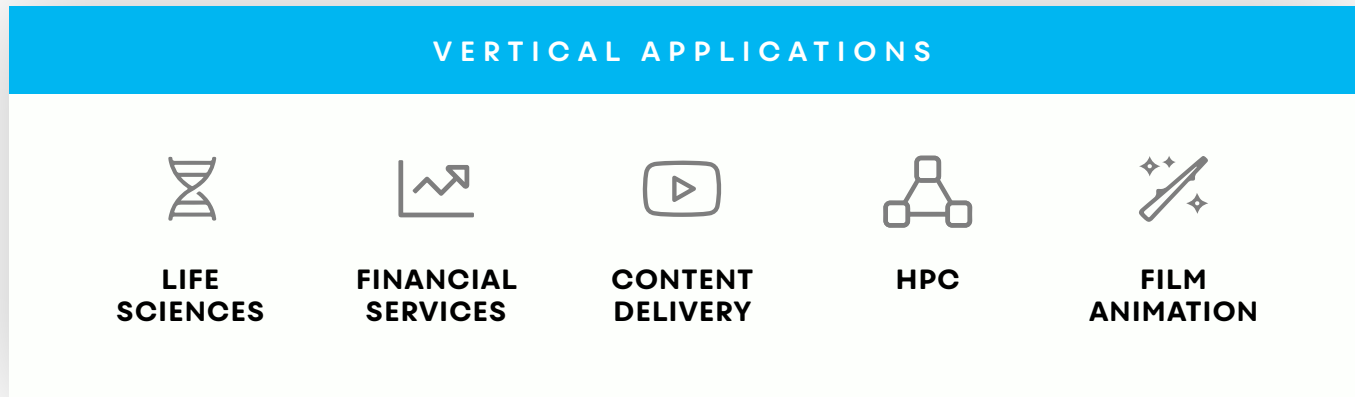 VERTICAL APPLICATIONS
LIFE
SCIENCES
FINANCIAL
SERVICES
CONTENT
DELIVERY
HPC
FILM
ANIMATION